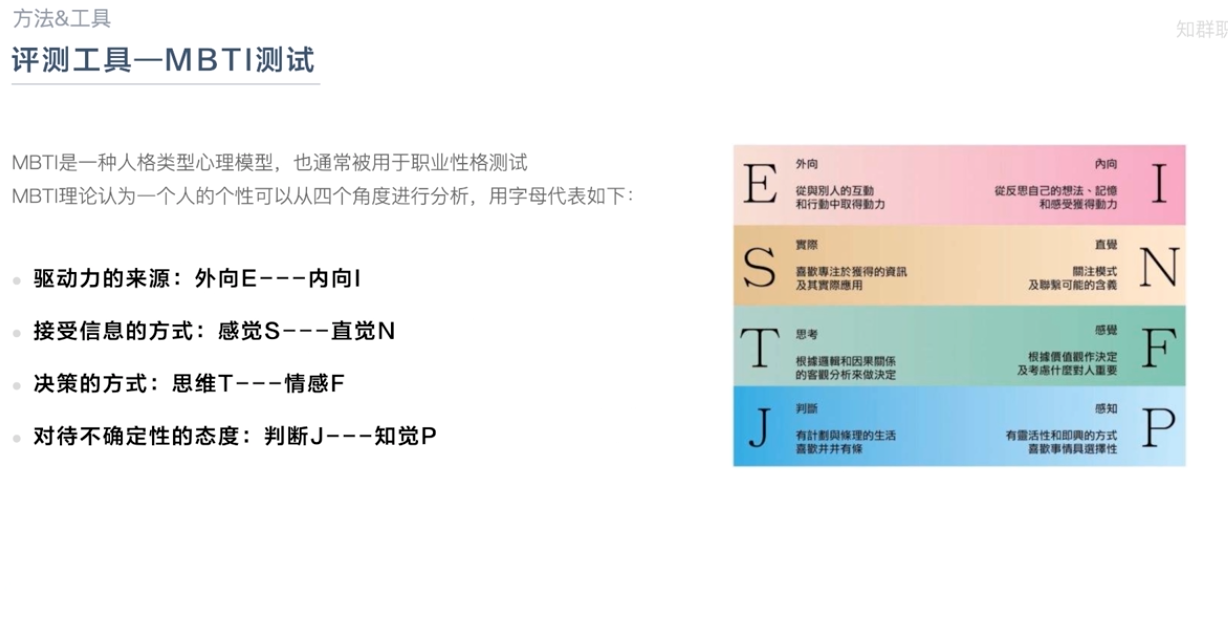 方法&工具
知群联
评测工具—MBTI测试
MBTI是一种人格类型心理模型，也通常被用于职业性格测试
MBTI理论认为一个人的个性可以从四个角度进行分析，用字母代表如下：
驱动力的来源：外向E---内向I
接受信息的方式：感觉S---直觉N
决策的方式：思维T---情感F
对待不确定性的态度：判断J---知觉P
E
外向
從與別人的互動
和行動中取得動力
內向
從反思自己的想法、記憶
和感受獲得動力
I
S
實際
喜歡專注於獲得的資訊
及其實際應用
直覺
關注模式
及聯繫可能的含義
N
T
思考
根據邏輯和因果關係
的客觀分析來做決定
感覺
根據價值觀作決定
及考慮什麼對人重要
F
J
判斷
有計劃與條理的生活
喜歡井井有條
感知
有靈活性和即興的方式
喜歡事情具選擇性
P